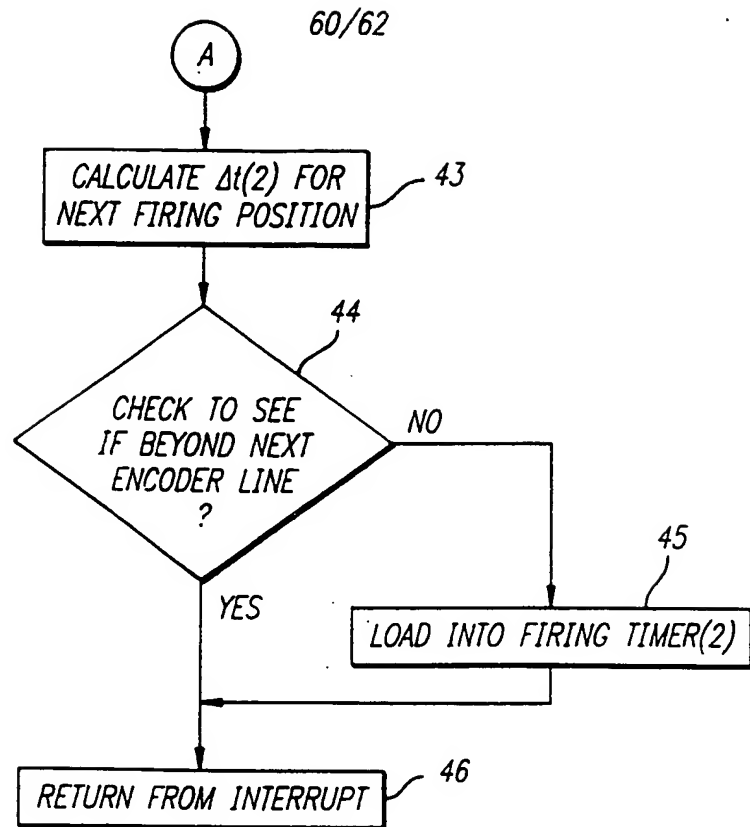 60/62
A
CALCULATE Δt(2) FOR
NEXT FIRING POSITION
43
44
CHECK TO SEE
IF BEYOND NEXT
ENCODER LINE
?
NO
YES
45
LOAD INTO FIRING TIMER(2)
RETURN FROM INTERRUPT
46